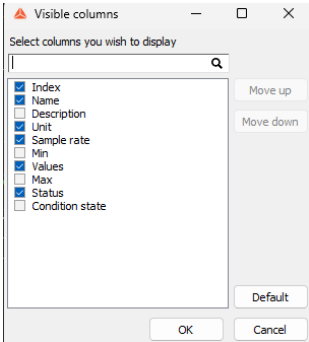 Visible columns
Select columns you wish to display
Index
Name
Description
Unit
Sample rate
Min
Values
Max
Status
Condition state
Move up
Move down
Default
OK
Cancel